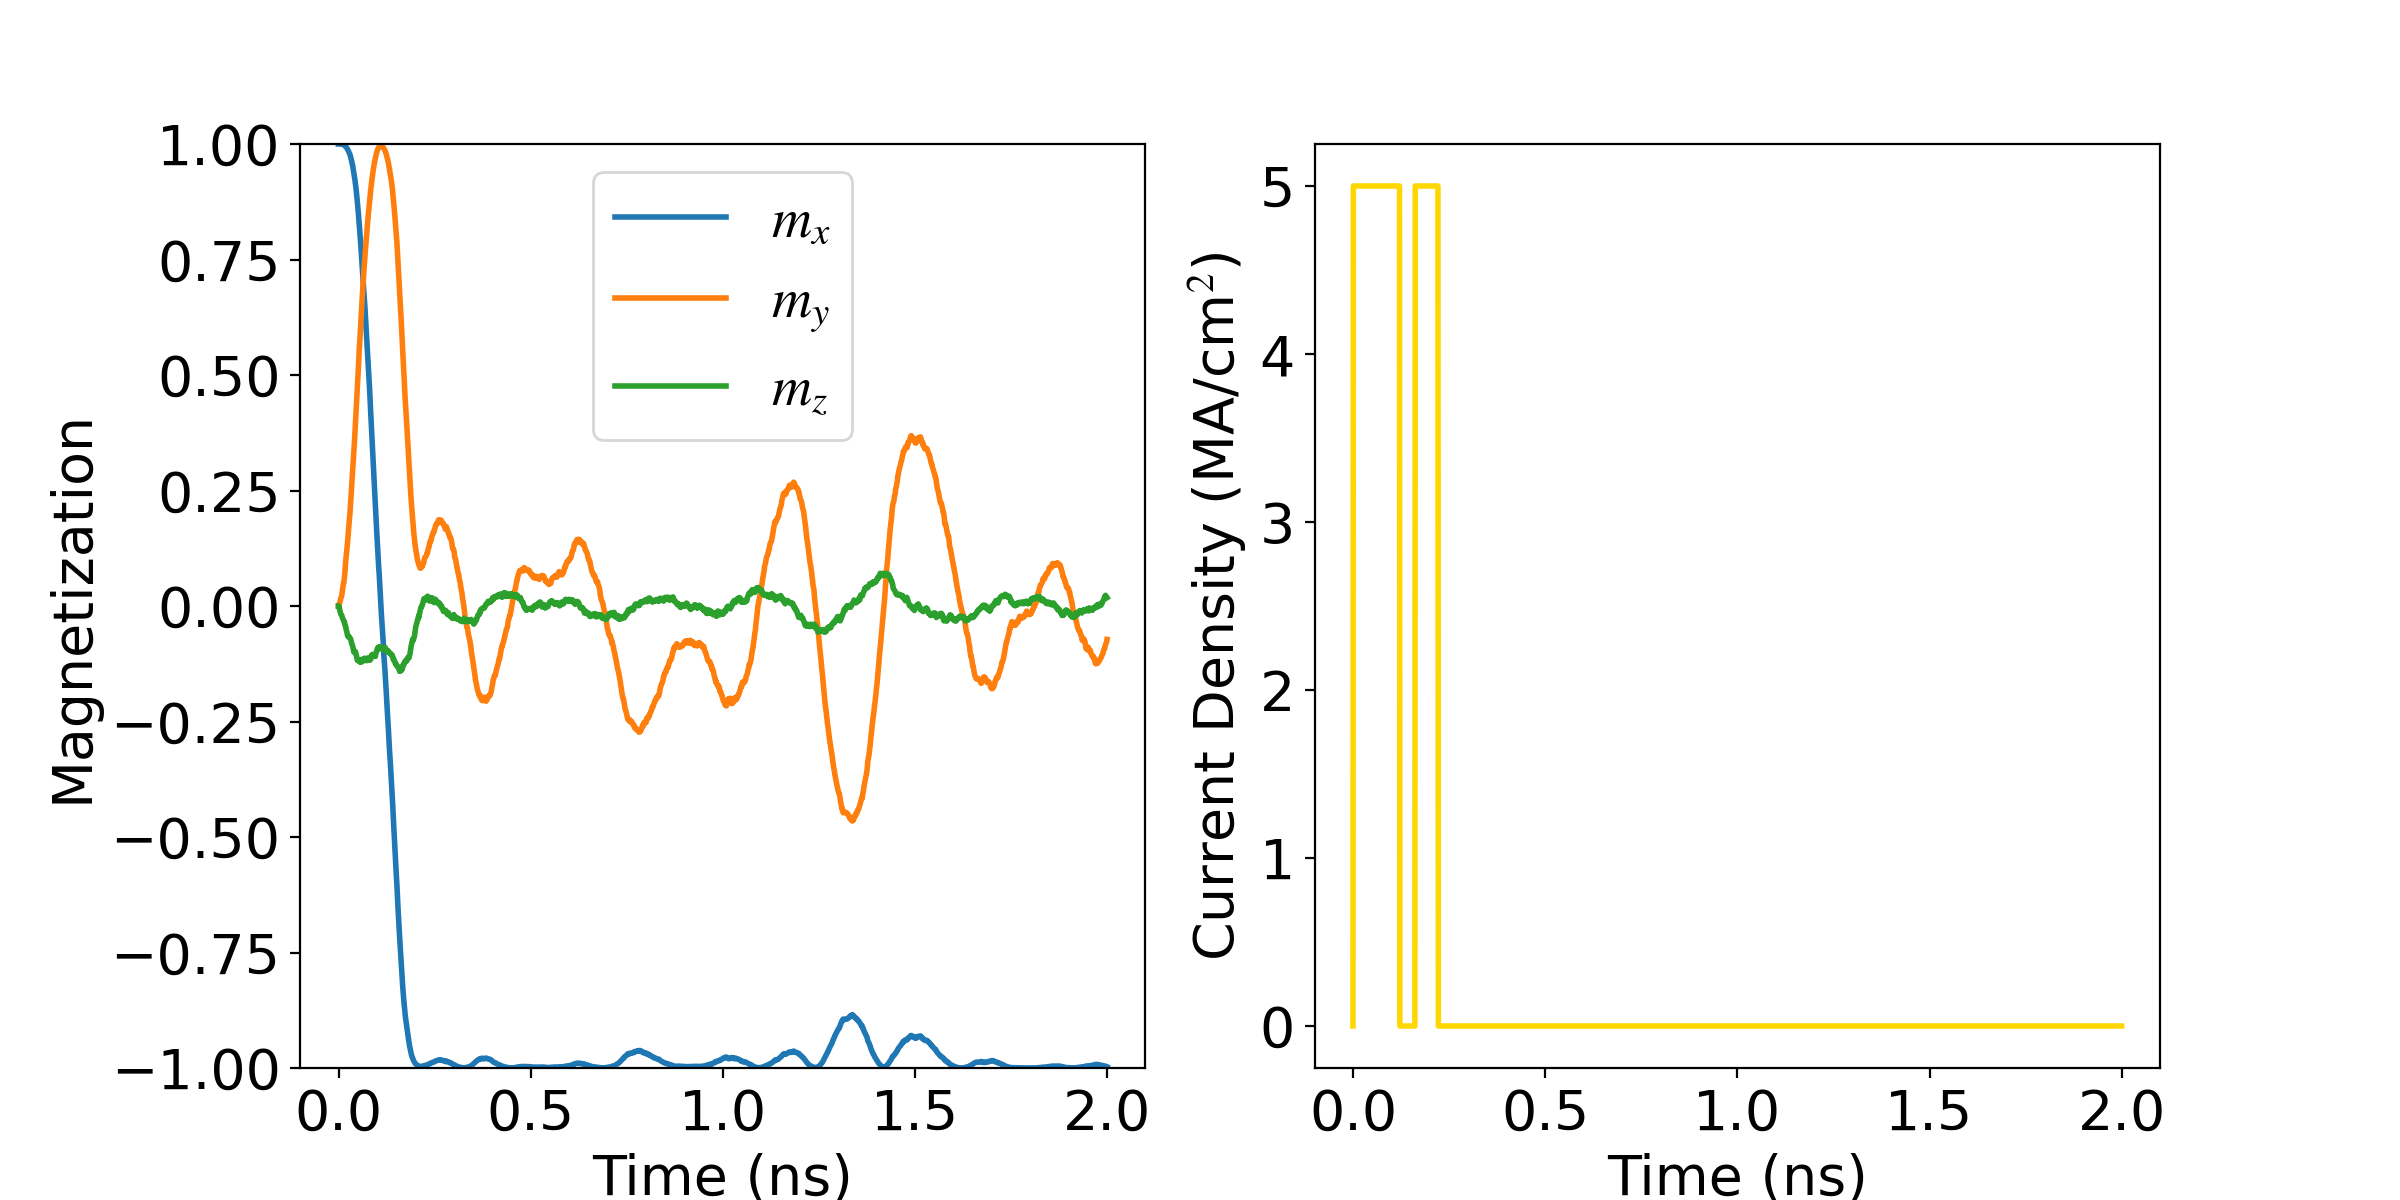 1.00
0.75
0.50
0.25
0.00
−0.25
−0.50
−0.75
−1.00
Magnetization
0.0 0.5 1.0 1.5 2.0
Time (ns)
m_x
m_y
m_z
5
4
3
2
1
0
Current Density (MA/cm²)
0.0 0.5 1.0 1.5 2.0
Time (ns)